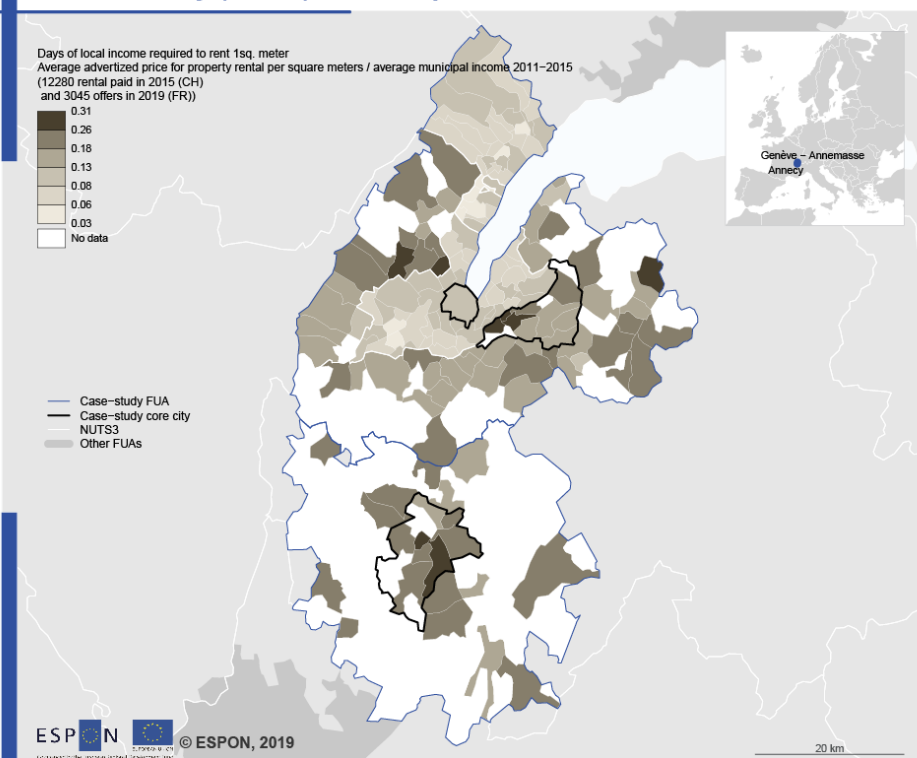 Days of local income required to rent 1sq. meter
Average advertized price for property rental per square meters / average municipal income 2011−2015
(12280 rental paid in 2015 (CH)
and 3045 offers in 2019 (FR))
0.31
0.26
0.18
0.13
0.08
0.06
0.03
No data
Genève − Annemasse
Annecy
Case−study FUA
Case−study core city
NUTS3
Other FUAs
ESPON
© ESPON, 2019
20 km